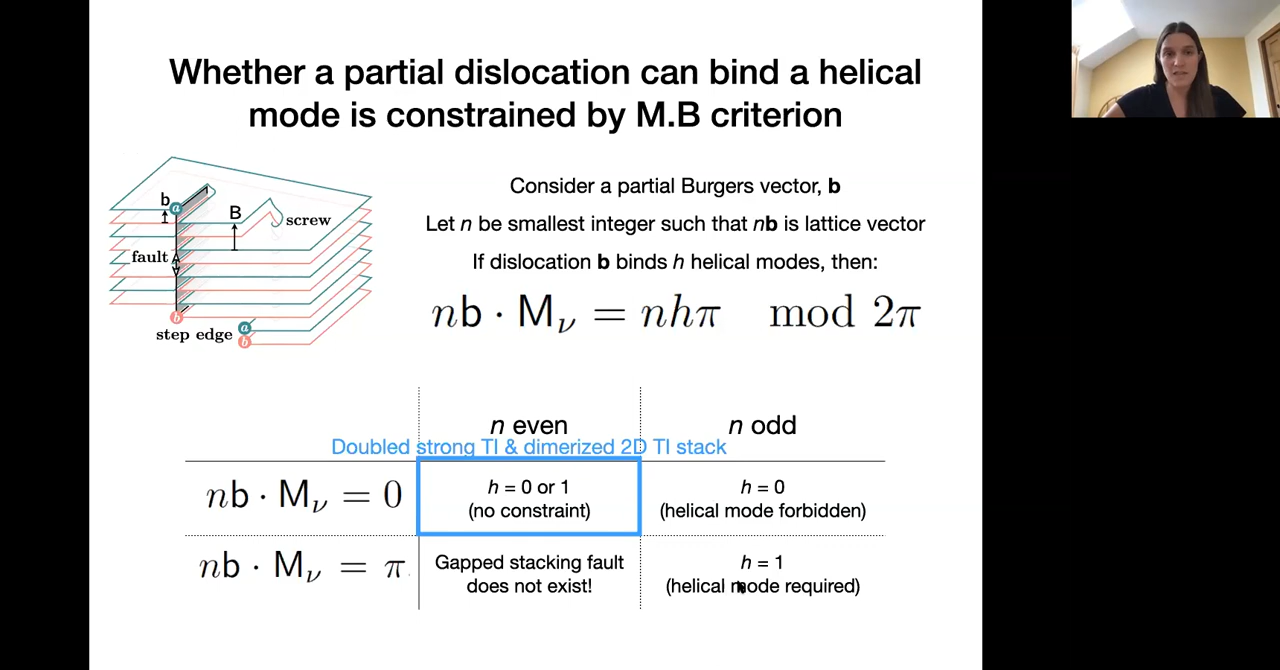 Whether a partial dislocation can bind a helical
mode is constrained by M.B criterion
b
a
B
screw
fault
b
step edge
a
b
Consider a partial Burgers vector, b
Let n be smallest integer such that nb is lattice vector
If dislocation b binds h helical modes, then:
nb · Mν = nhπ mod 2π
n even
n odd
Doubled strong TI & dimerized 2D TI stack
nb · Mν = 0
h = 0 or 1
(no constraint)
h = 0
(helical mode forbidden)
nb · Mν = π
Gapped stacking fault
does not exist!
h = 1
(helical mode required)